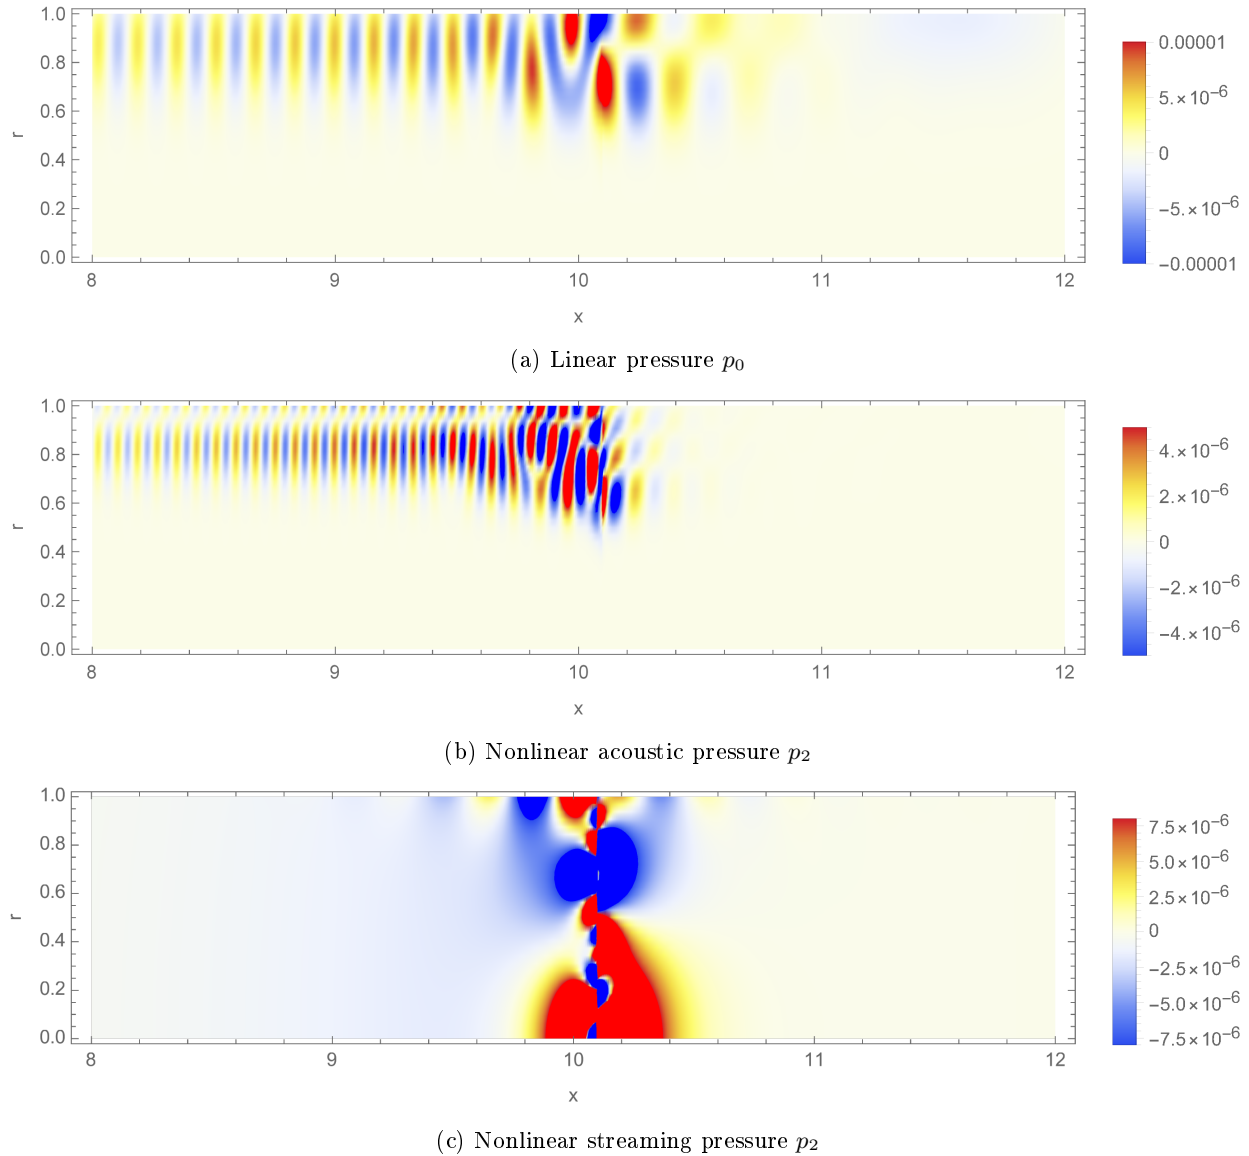 1.0
0.8
0.6
0.4
0.2
0.0
r
8 9 10 11 12
x
0.00001
5.×10⁻⁶
0
−5.×10⁻⁶
−0.00001
(a) Linear pressure p₀
1.0
0.8
0.6
0.4
0.2
0.0
r
8 9 10 11 12
x
4.×10⁻⁶
2.×10⁻⁶
0
−2.×10⁻⁶
−4.×10⁻⁶
(b) Nonlinear acoustic pressure p₂
1.0
0.8
0.6
0.4
0.2
0.0
r
8 9 10 11 12
x
7.5×10⁻⁶
5.0×10⁻⁶
2.5×10⁻⁶
0
−2.5×10⁻⁶
−5.0×10⁻⁶
−7.5×10⁻⁶
(c) Nonlinear streaming pressure p₂